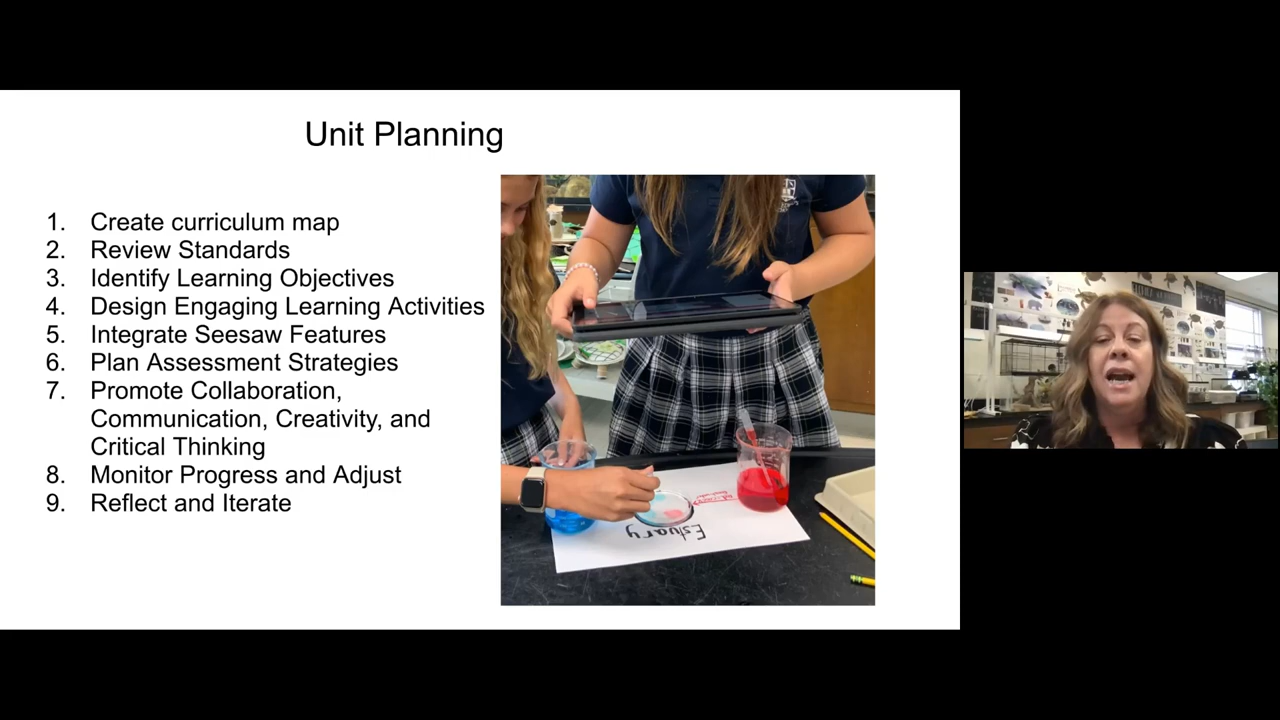 Unit Planning
1. Create curriculum map
2. Review Standards
3. Identify Learning Objectives
4. Design Engaging Learning Activities
5. Integrate Seesaw Features
6. Plan Assessment Strategies
7. Promote Collaboration,
Communication, Creativity, and
Critical Thinking
8. Monitor Progress and Adjust
9. Reflect and Iterate
Estuary